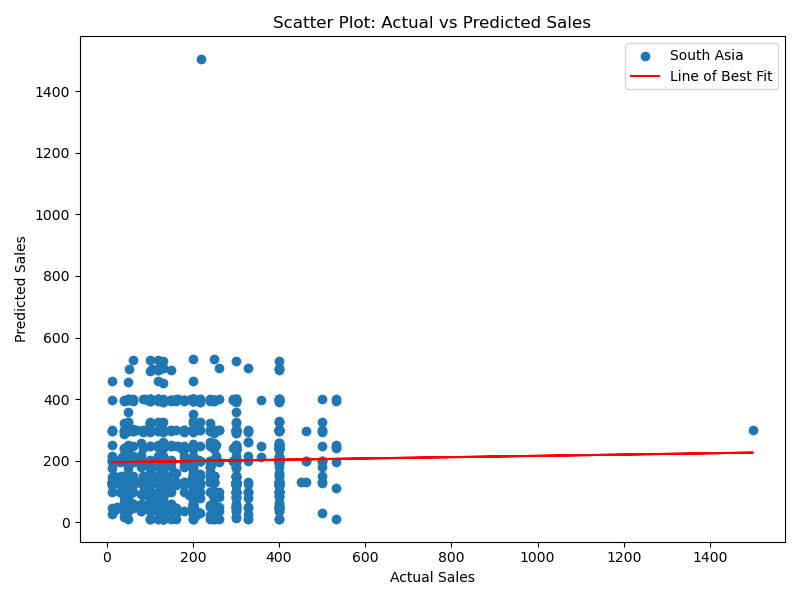 Scatter Plot: Actual vs Predicted Sales
South Asia
Line of Best Fit
Predicted Sales
1400
1200
1000
800
600
400
200
0
0 200 400 600 800 1000 1200 1400
Actual Sales